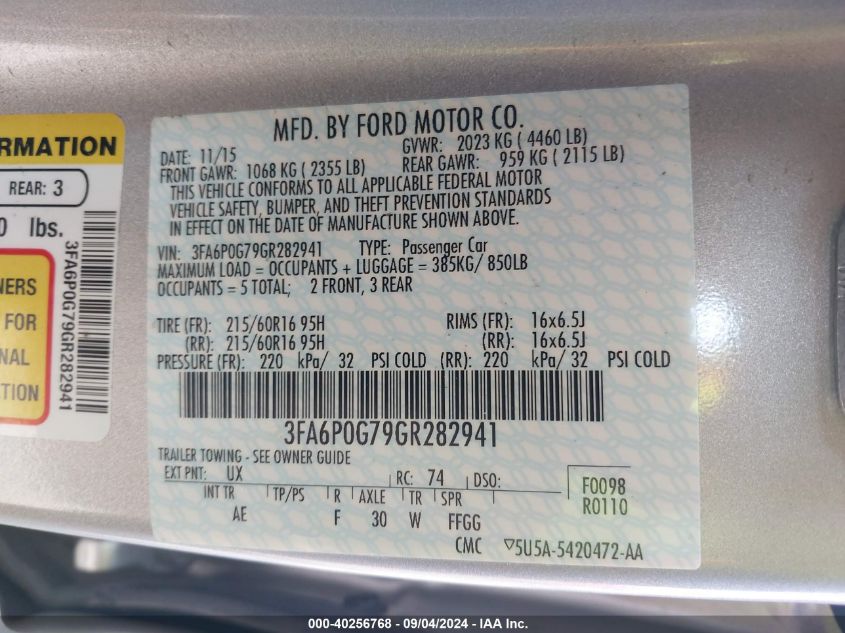 RMATION
REAR: 3
0 lbs.
NERS
FOR
NAL
TION
3FA6P0G79GR282941
MFD. BY FORD MOTOR CO.
DATE: 11/15 GVWR: 2023 KG ( 4460 LB)
FRONT GAWR: 1068 KG ( 2355 LB) REAR GAWR: 959 KG ( 2115 LB)
THIS VEHICLE CONFORMS TO ALL APPLICABLE FEDERAL MOTOR
VEHICLE SAFETY, BUMPER, AND THEFT PREVENTION STANDARDS
IN EFFECT ON THE DATE OF MANUFACTURE SHOWN ABOVE.
VIN: 3FA6P0G79GR282941 TYPE: Passenger Car
MAXIMUM LOAD = OCCUPANTS + LUGGAGE = 385KG/ 850LB
OCCUPANTS = 5 TOTAL; 2 FRONT, 3 REAR
TIRE (FR): 215/60R16 95H RIMS (FR): 16x6.5J
(RR): 215/60R16 95H (RR): 16x6.5J
PRESSURE (FR): 220 kPa/ 32 PSI COLD (RR): 220 kPa/ 32 PSI COLD
3FA6P0G79GR282941
TRAILER TOWING - SEE OWNER GUIDE
EXT PNT: UX RC: 74 DSO:
INT TR TP/PS R AXLE TR SPR
AE F 30 W FFGG
F0098
R0110
CMC ▽5U5A-5420472-AA
000-40256768 - 09/04/2024 - IAA Inc.